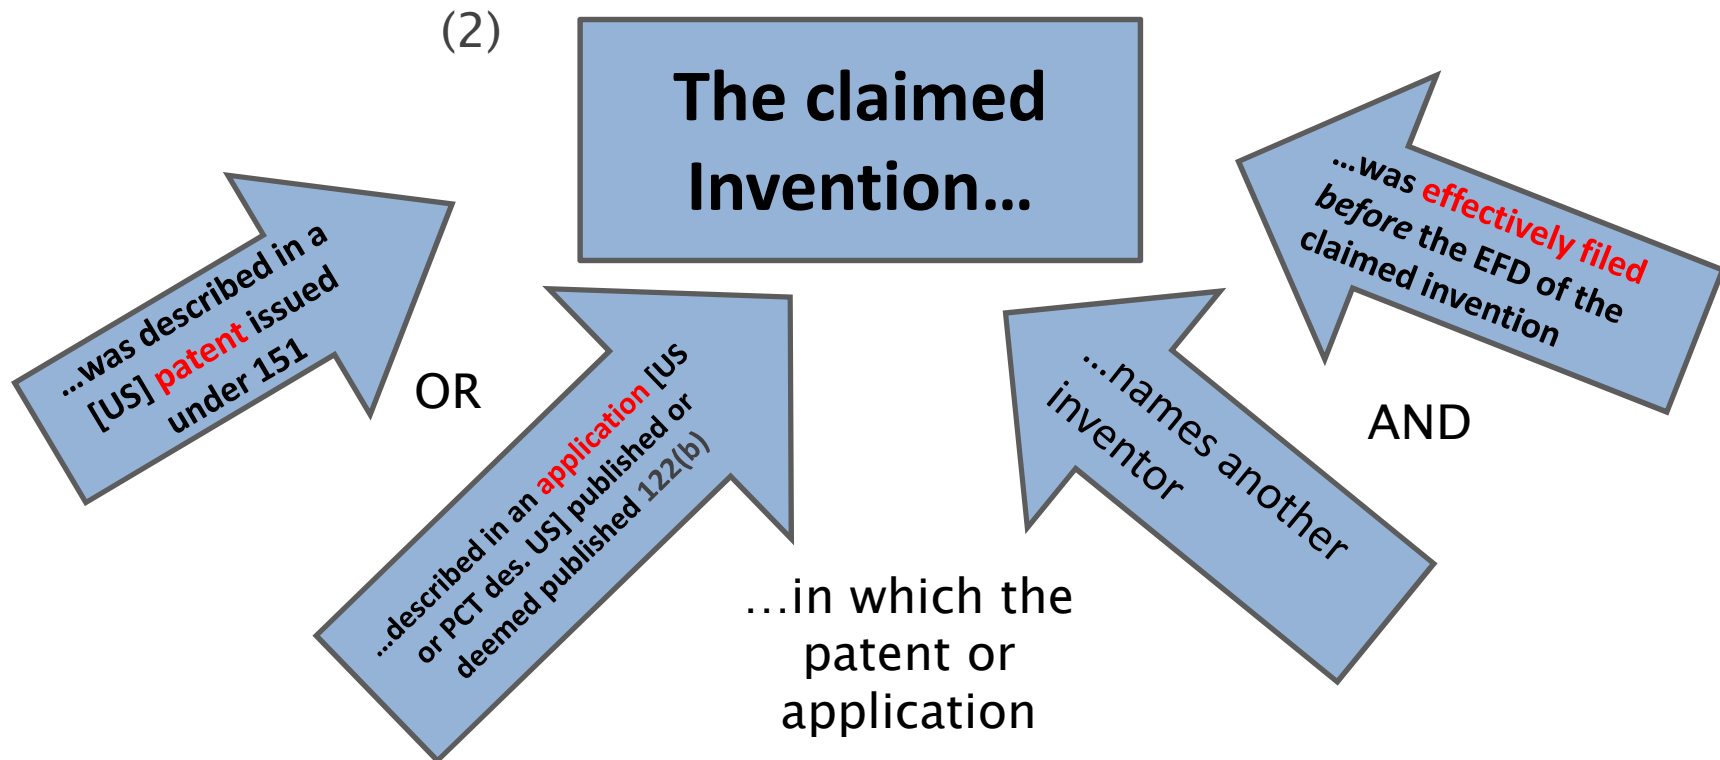 (2)
The claimed
Invention...
...was described in a
[US] patent issued
under 151
OR
...described in an application [US
or PCT des. US] published or
deemed published 122(b)
...in which the
patent or
application
...names another
inventor
AND
...was effectively filed
before the EFD of the
claimed invention